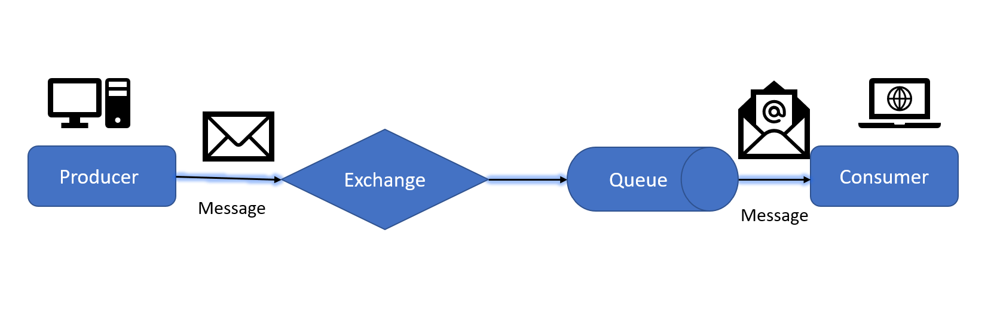 Producer
Message
Exchange
Queue
Message
Consumer